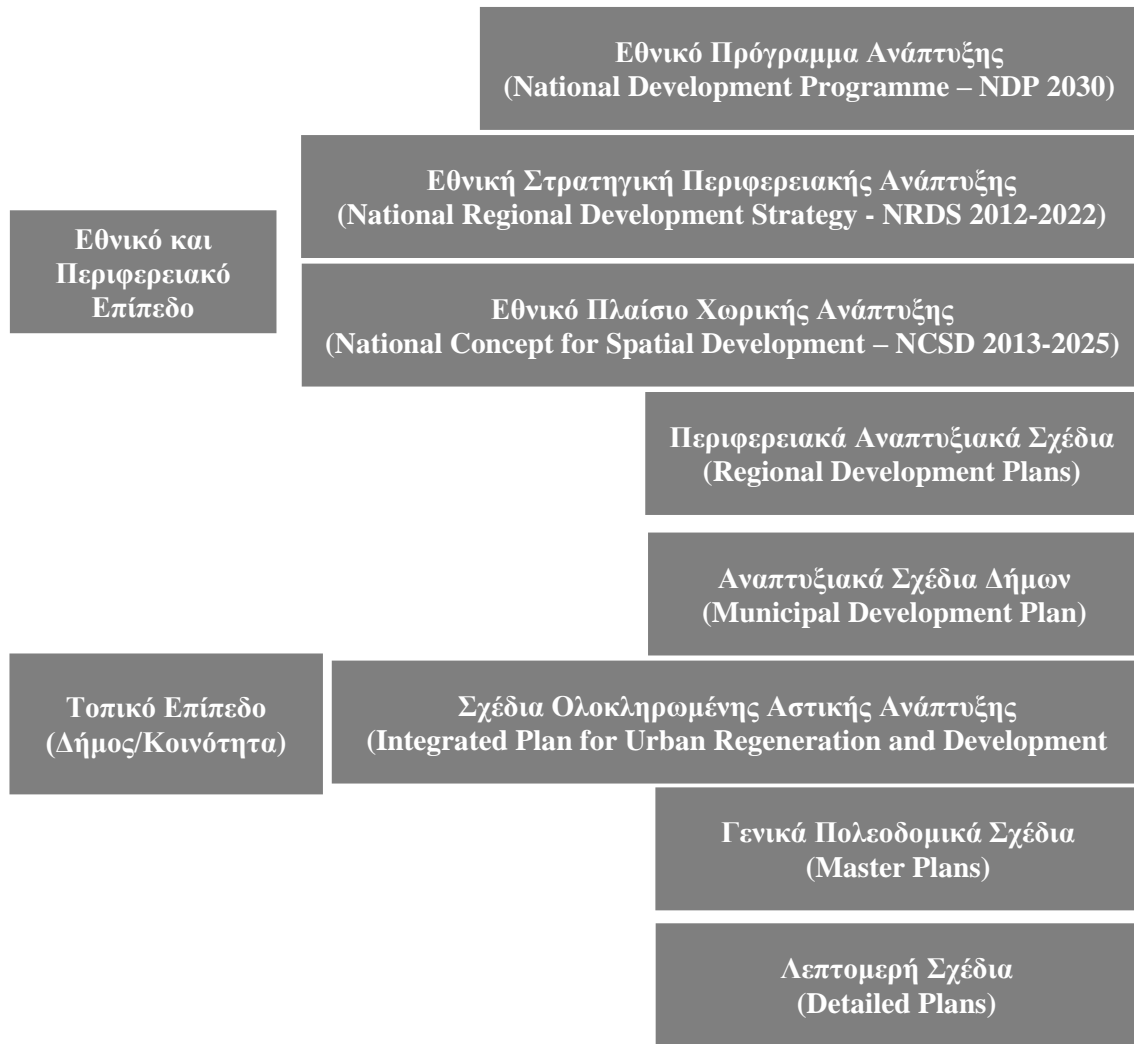 Εθνικό Πρόγραμμα Ανάπτυξης
(National Development Programme – NDP 2030)
Εθνική Στρατηγική Περιφερειακής Ανάπτυξης
(National Regional Development Strategy - NRDS 2012-2022)
Εθνικό και
Περιφερειακό
Επίπεδο
Εθνικό Πλαίσιο Χωρικής Ανάπτυξης
(National Concept for Spatial Development – NCSD 2013-2025)
Περιφερειακά Αναπτυξιακά Σχέδια
(Regional Development Plans)
Αναπτυξιακά Σχέδια Δήμων
(Municipal Development Plan)
Τοπικό Επίπεδο
(Δήμος/Κοινότητα)
Σχέδια Ολοκληρωμένης Αστικής Ανάπτυξης
(Integrated Plan for Urban Regeneration and Development
Γενικά Πολεοδομικά Σχέδια
(Master Plans)
Λεπτομερή Σχέδια
(Detailed Plans)